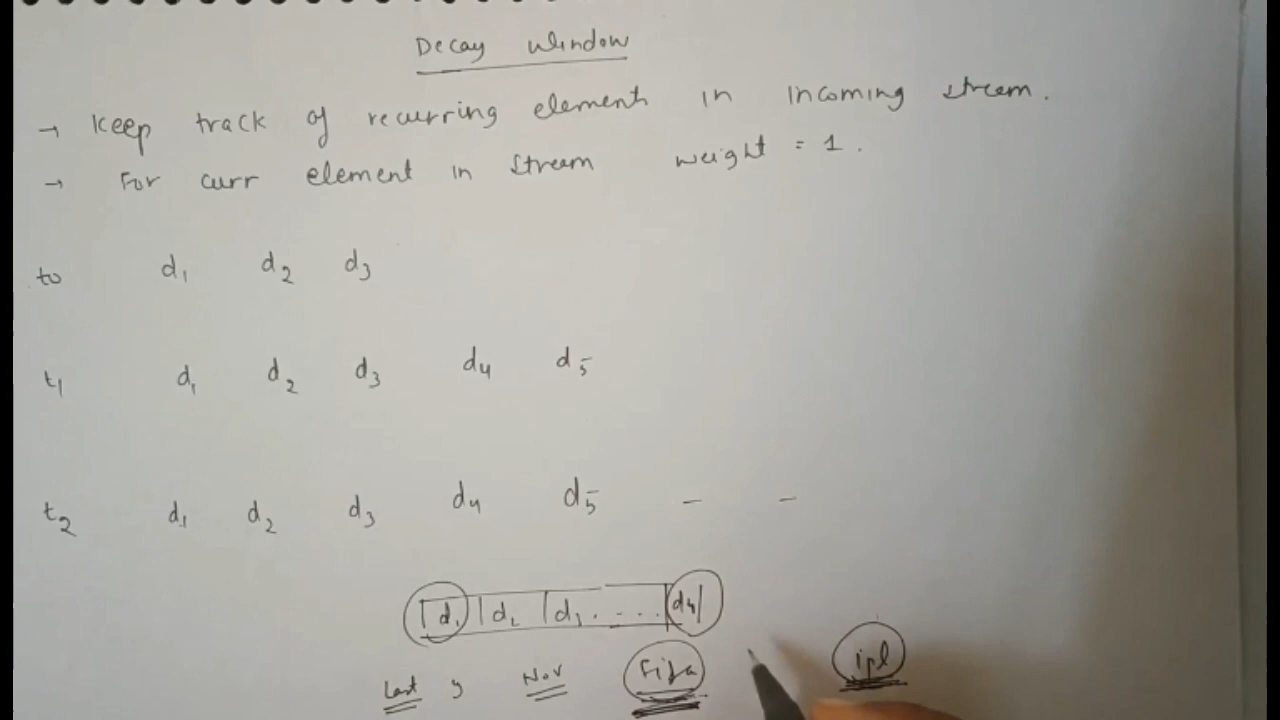 Decay Window
→ Keep track of recurring element in incoming stream.
→ For curr element in stream weight = 1.
to d1 d2 d3
t1 d1 d2 d3 d4 d5
t2 d1 d2 d3 d4 d5 — —
d1 d2 d3 . - - . . d4
Last y Nov Fifa ipl